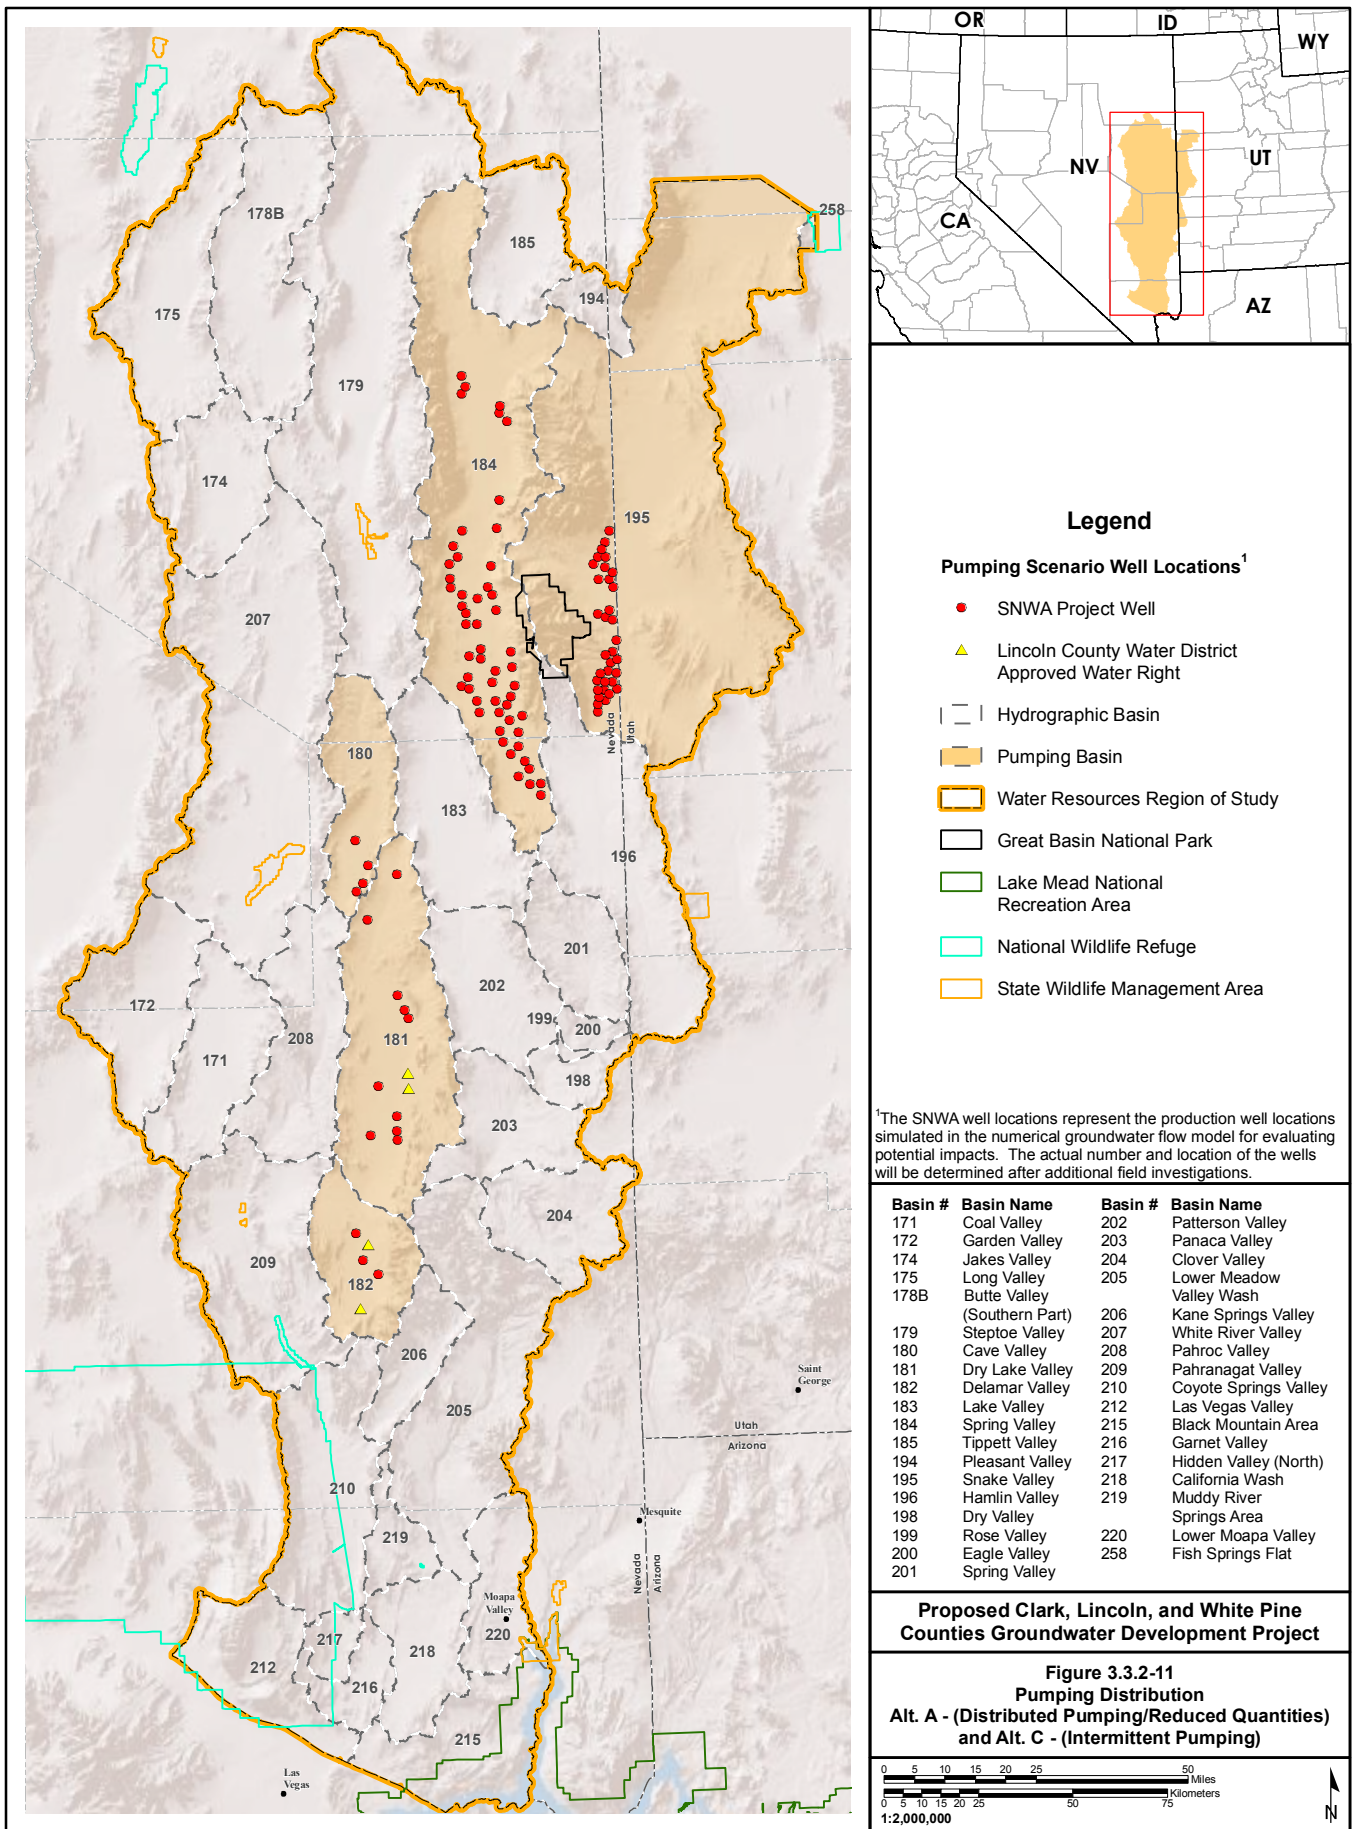 178B
185
258
175
194
179
184
174
195
207
Nevada
Utah
180
183
196
201
202
172
199
200
208
181
171
198
203
204
209
182
206
Saint
George
205
Utah
Arizona
210
Mesquite
219
Nevada
Arizona
Moapa
Valley
220
217
218
212
216
215
Las
Vegas
OR
ID
WY
NV
UT
CA
AZ
Legend
Pumping Scenario Well Locations1
SNWA Project Well
Lincoln County Water District
Approved Water Right
Hydrographic Basin
Pumping Basin
Water Resources Region of Study
Great Basin National Park
Lake Mead National
Recreation Area
National Wildlife Refuge
State Wildlife Management Area
1The SNWA well locations represent the production well locations
simulated in the numerical groundwater flow model for evaluating
potential impacts. The actual number and location of the wells
will be determined after additional field investigations.
Basin # Basin Name Basin # Basin Name
171 Coal Valley 202 Patterson Valley
172 Garden Valley 203 Panaca Valley
174 Jakes Valley 204 Clover Valley
175 Long Valley 205 Lower Meadow
178B Butte Valley Valley Wash
(Southern Part) 206 Kane Springs Valley
179 Steptoe Valley 207 White River Valley
180 Cave Valley 208 Pahroc Valley
181 Dry Lake Valley 209 Pahranagat Valley
182 Delamar Valley 210 Coyote Springs Valley
183 Lake Valley 212 Las Vegas Valley
184 Spring Valley 215 Black Mountain Area
185 Tippett Valley 216 Garnet Valley
194 Pleasant Valley 217 Hidden Valley (North)
195 Snake Valley 218 California Wash
196 Hamlin Valley 219 Muddy River
198 Dry Valley Springs Area
199 Rose Valley 220 Lower Moapa Valley
200 Eagle Valley 258 Fish Springs Flat
201 Spring Valley
Proposed Clark, Lincoln, and White Pine
Counties Groundwater Development Project
Figure 3.3.2-11
Pumping Distribution
Alt. A - (Distributed Pumping/Reduced Quantities)
and Alt. C - (Intermittent Pumping)
0 5 10 15 20 25 50
Miles
Kilometers
0 5 10 15 20 25 50 75
1:2,000,000
N